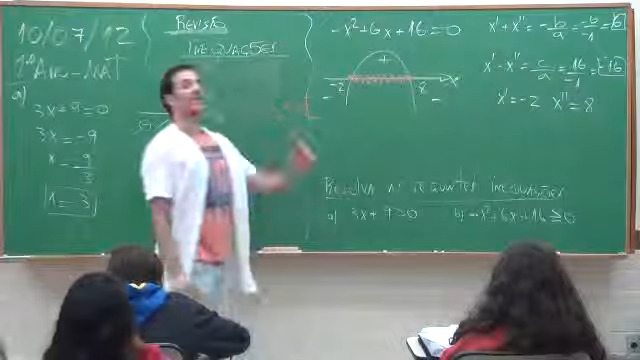 10/07/12
2º Ano - MAT
a)
3x+9=0
3x = -9
x = -9
3
x = -3
Revisão
Inequações
-x²+6x+16=0
+
-2
8
x
-
-
x'+x''= -b/a = -6/-1 = 6
x'·x''= c/a = 16/-1 = -16
x'=-2 x''=8
Resolva as seguintes inequações
a) 3x+9>0 b) -x²+6x+16≥0